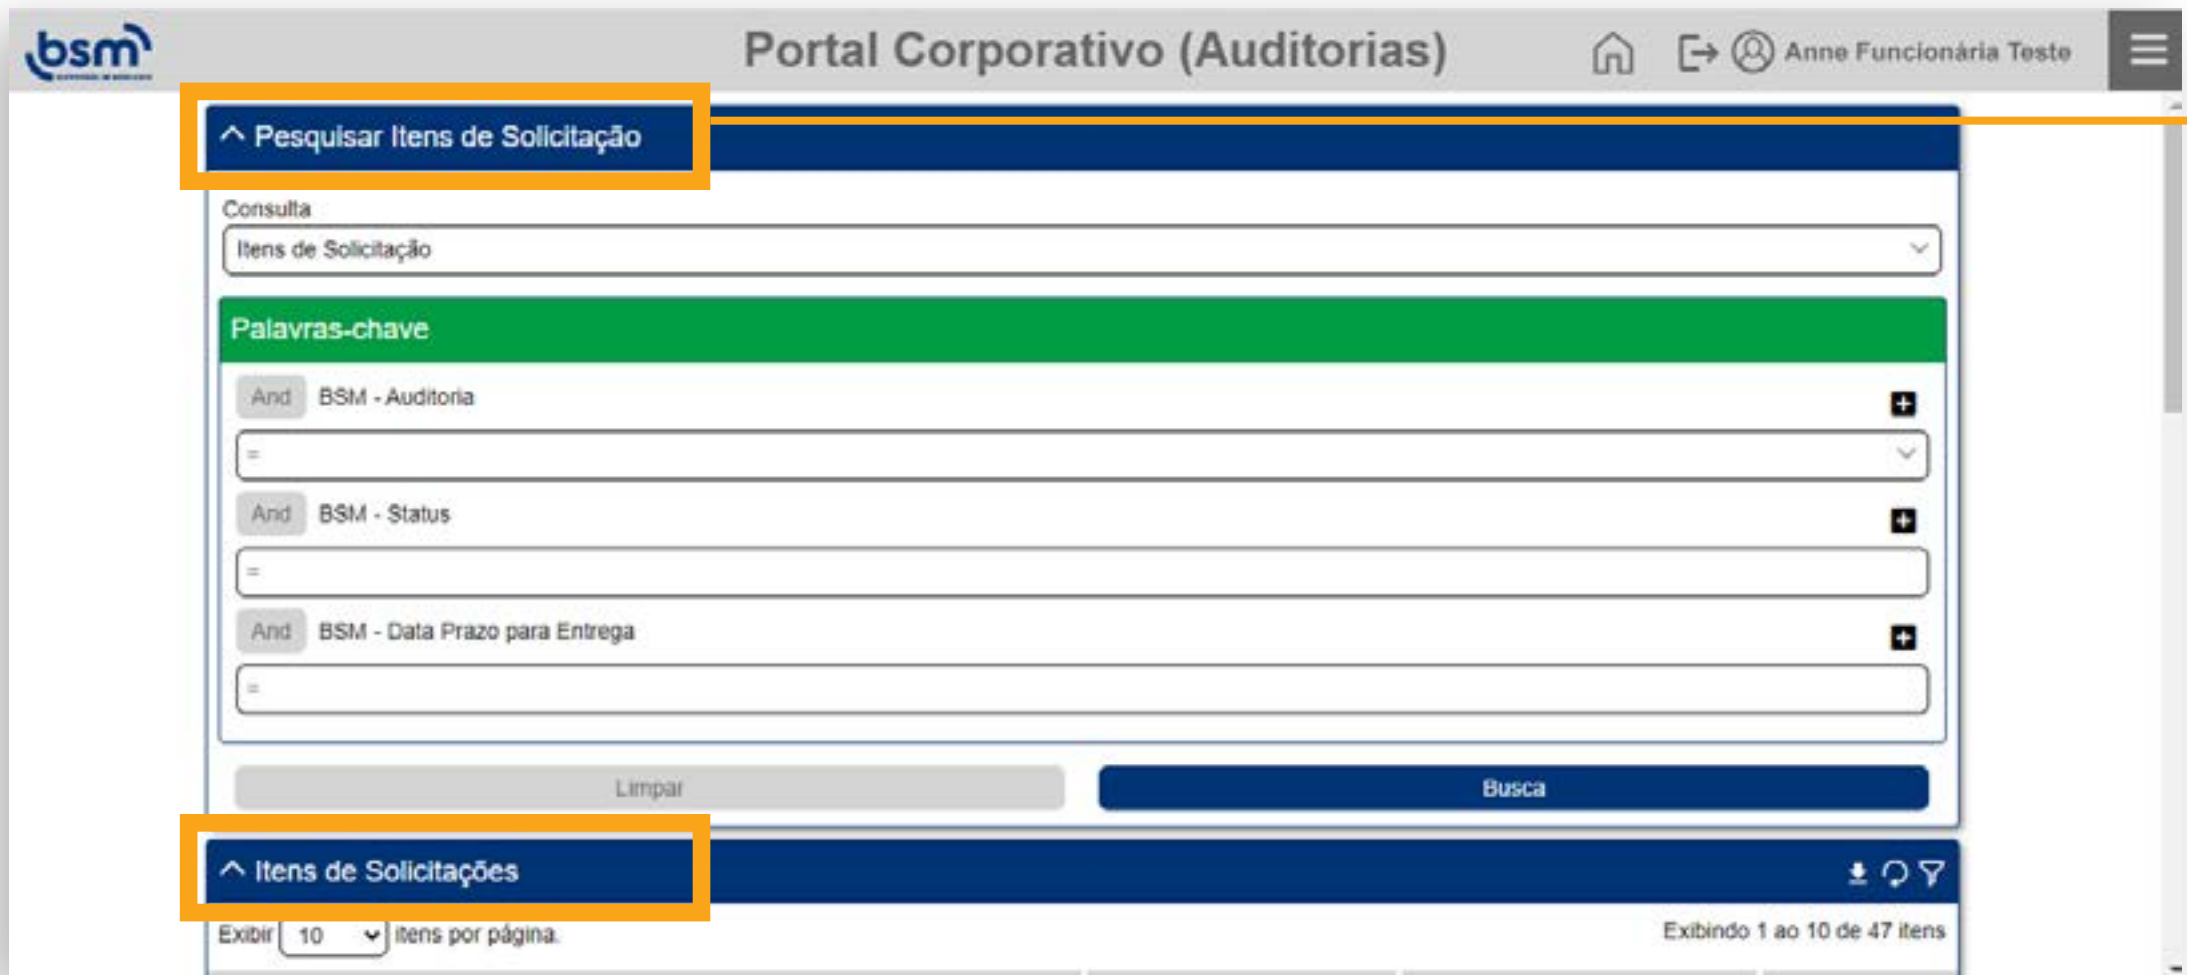 bsm
Portal Corporativo (Auditorias)
Anne Funcionária Teste
Pesquisar Itens de Solicitação
Consulta
Itens de Solicitação
Palavras-chave
And BSM - Auditoria
=
And BSM - Status
=
And BSM - Data Prazo para Entrega
=
Limpar
Busca
Itens de Solicitações
Exibir 10 itens por página.
Exibindo 1 ao 10 de 47 itens